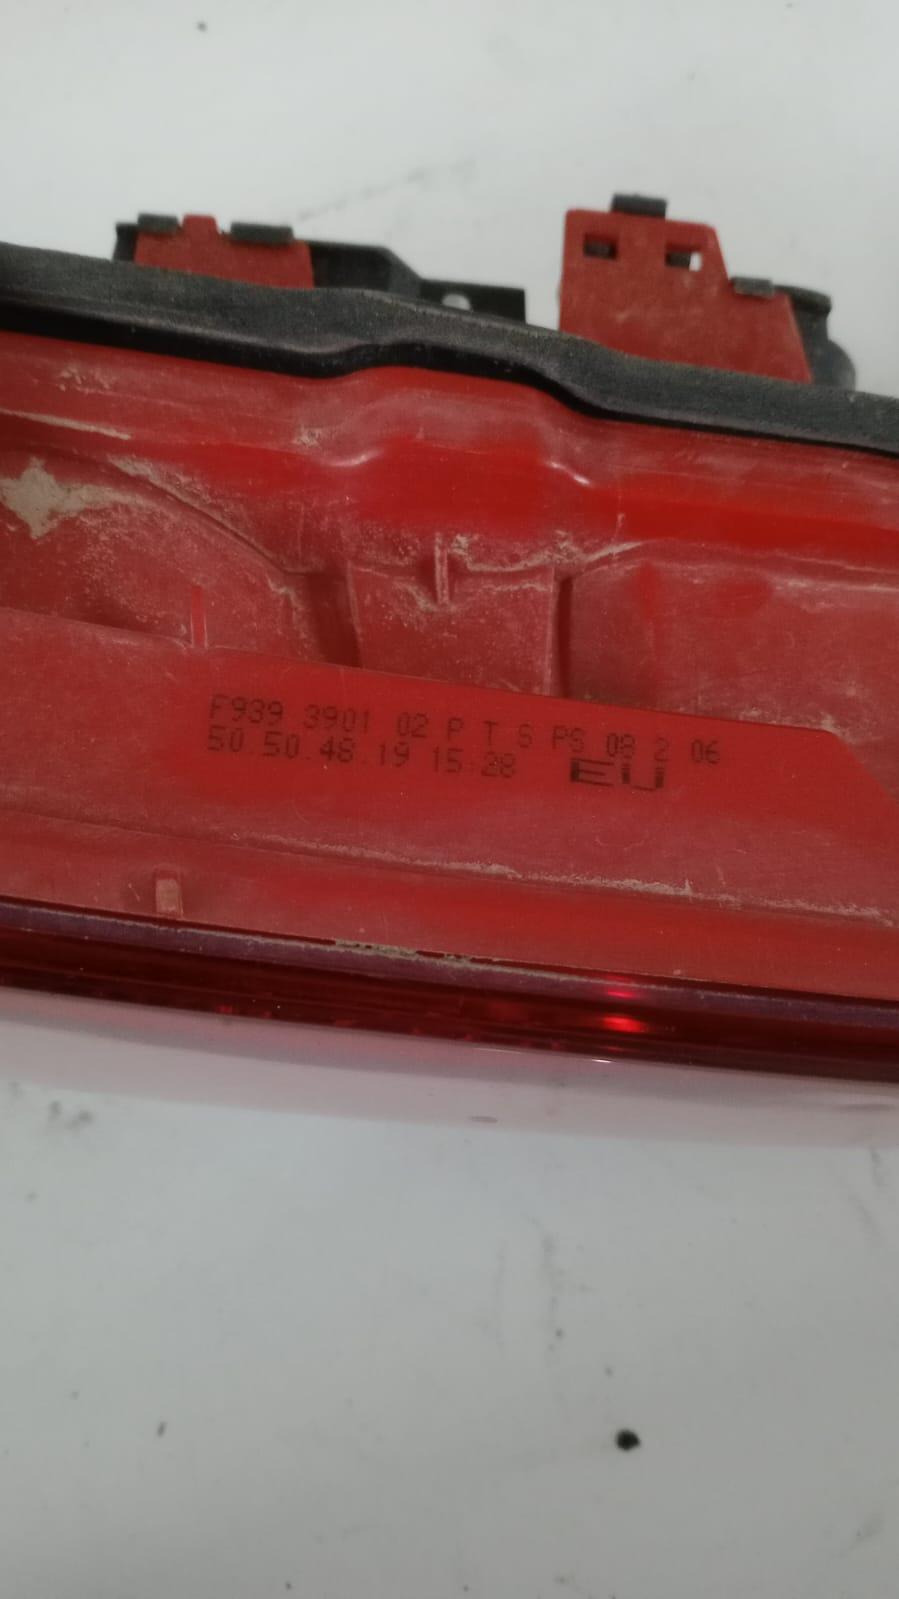 F939 3901 02 P T S PS 08 2 06
50.50.48.19 15:28 EU